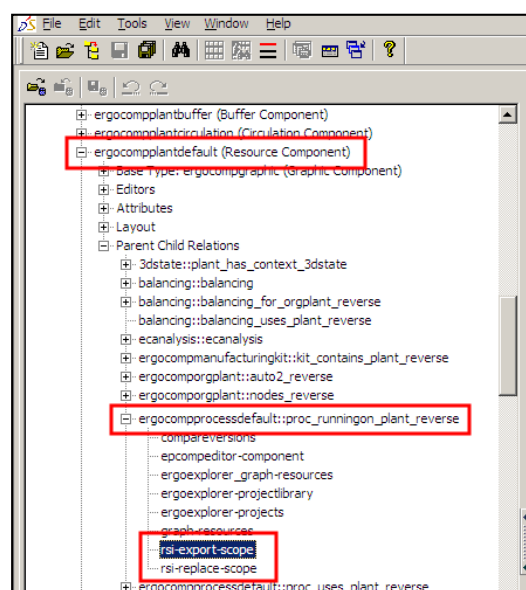 File Edit Tools View Window Help
ergocompplantbuffer (Buffer Component)
ergocompplantcirculation (Circulation Component)
ergocompplantdefault (Resource Component)
Base Type: ergocompgraphic (Graphic Component)
Editors
Attributes
Layout
Parent Child Relations
3dstate::plant_has_context_3dstate
balancing::balancing
balancing::balancing_for_orgplant_reverse
balancing::balancing_uses_plant_reverse
ecanalysis::ecanalysis
ergocompmanufacturingkit::kit_contains_plant_reverse
ergocomporgplant::auto2_reverse
ergocomporgplant::nodes_reverse
ergocompprocessdefault::proc_runningon_plant_reverse
compareversions
epcompeditor-component
ergoexplorer_graph-resources
ergoexplorer-projectlibrary
ergoexplorer-projects
graph-resources
rsi-export-scope
rsi-replace-scope
ergocompprocessdefault::proc_uses_plant_reverse